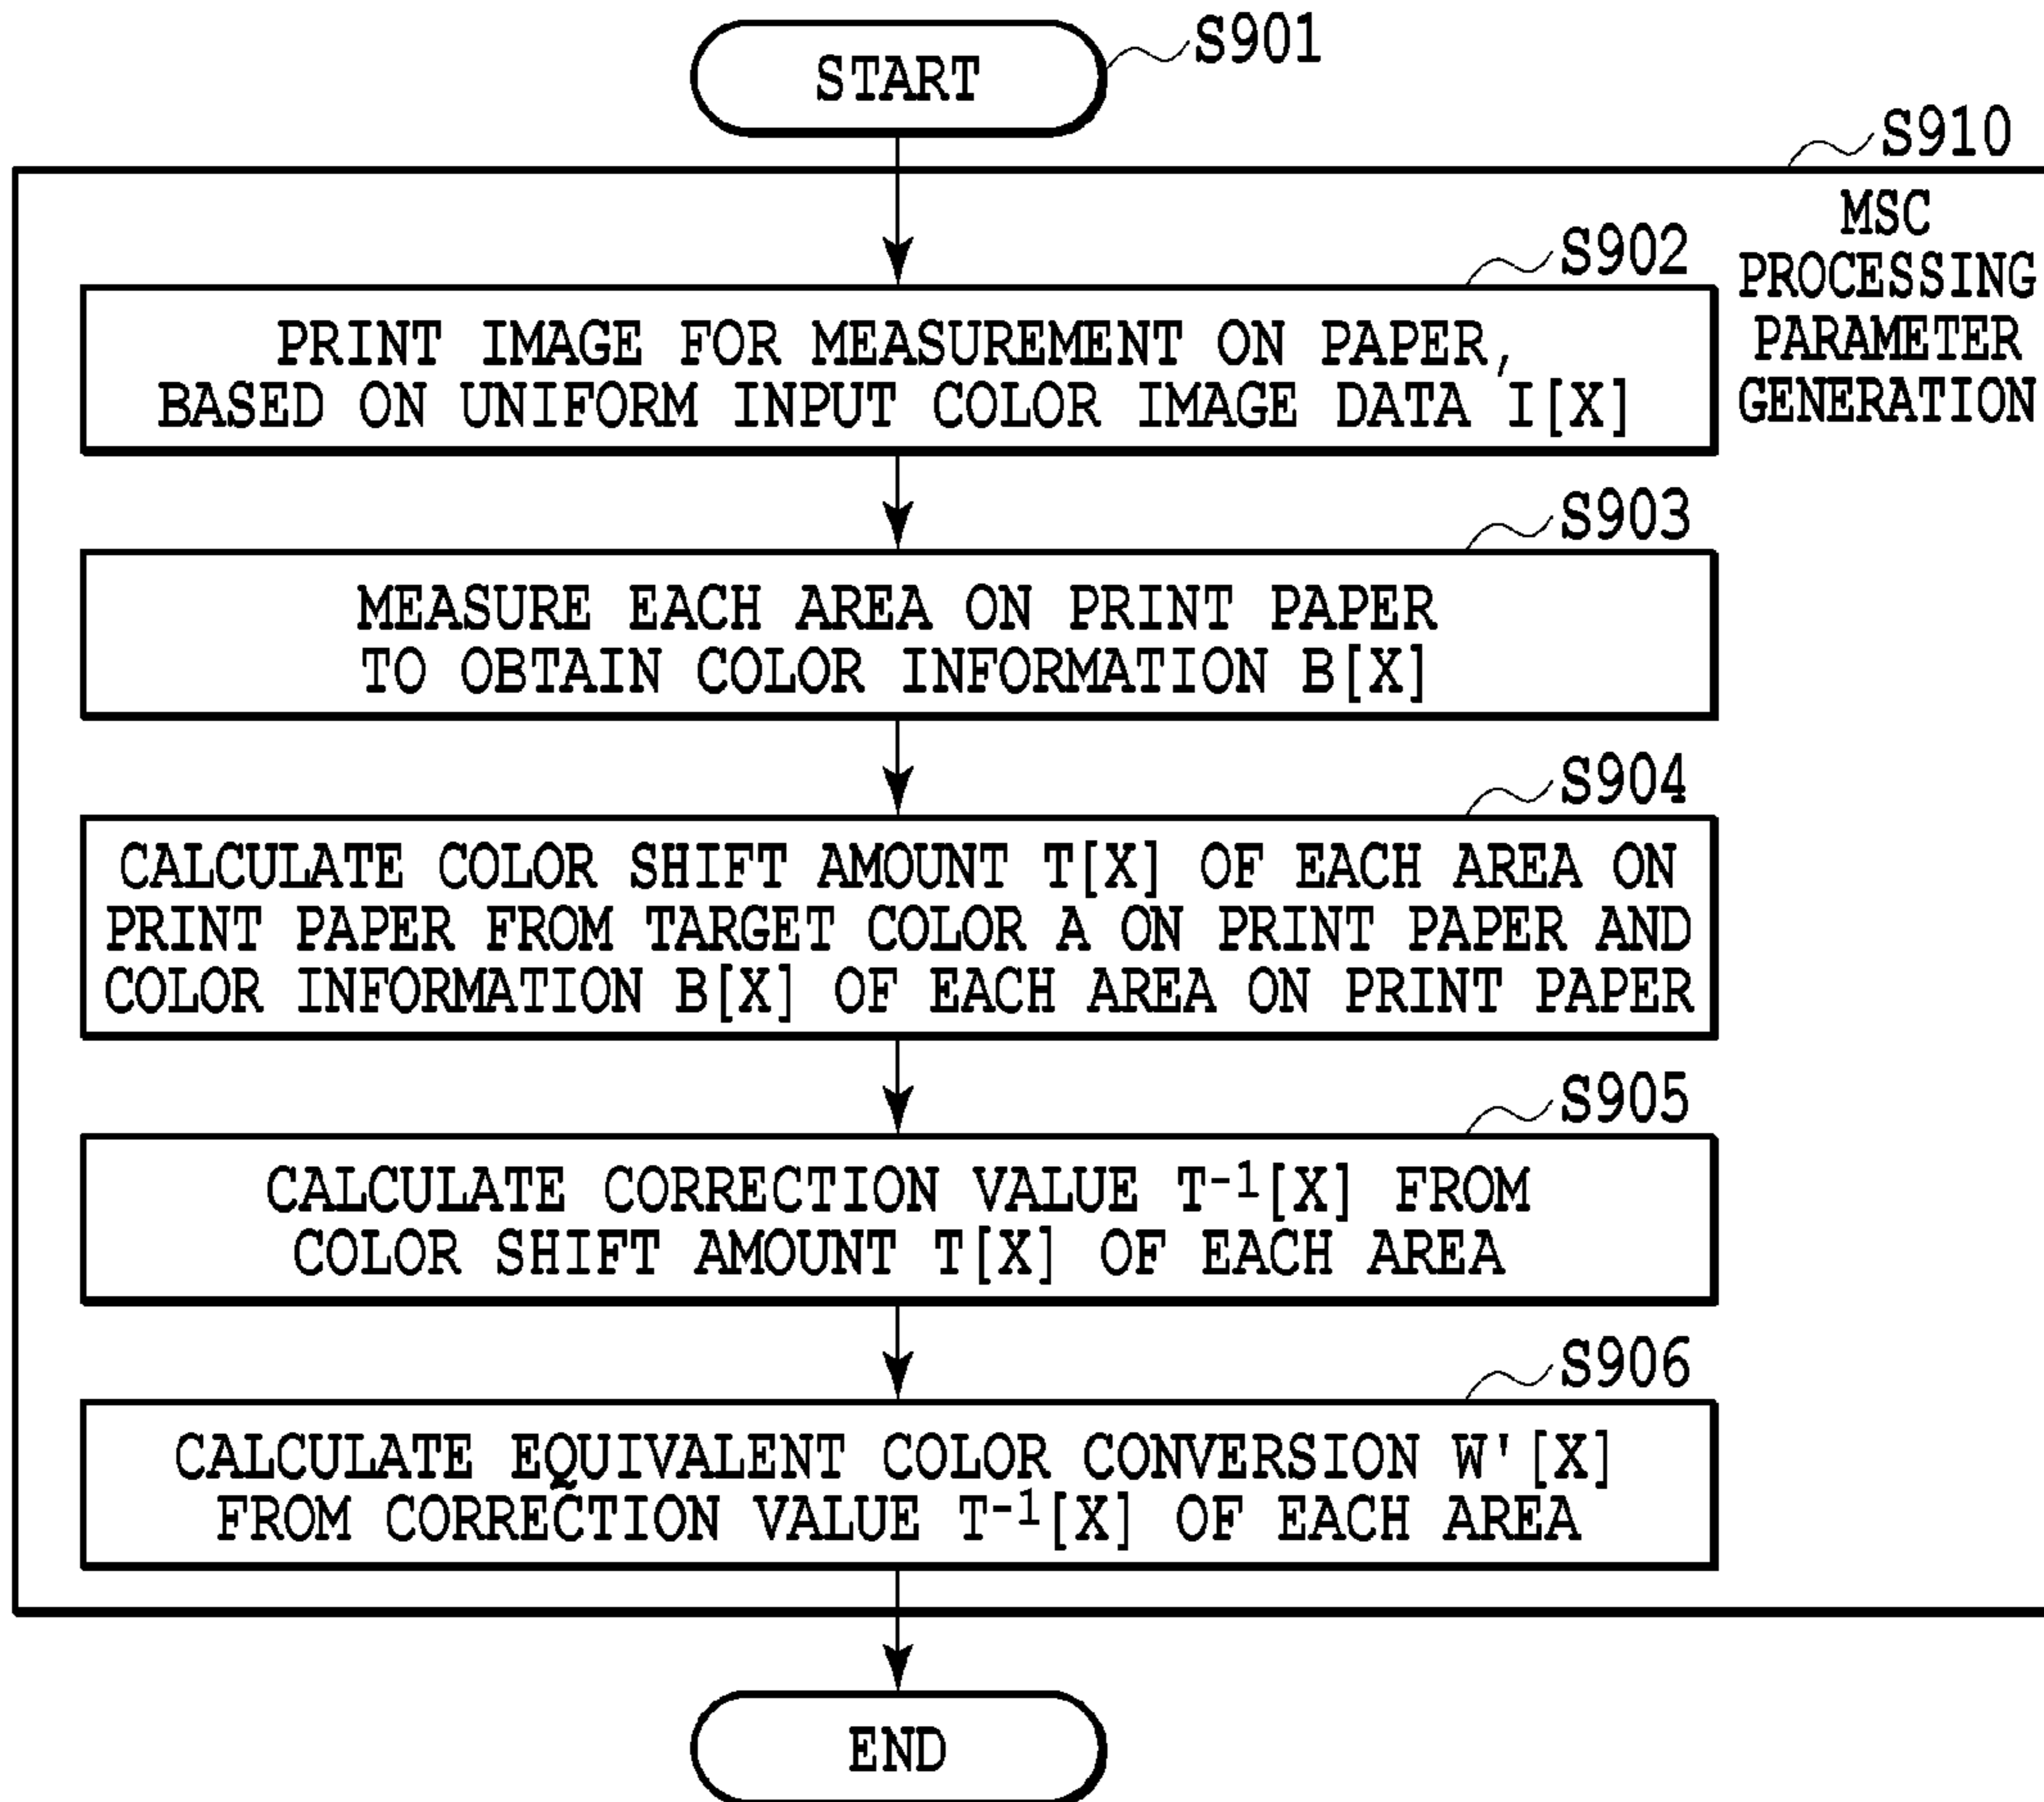 START
S901
S910
MSC
PROCESSING
PARAMETER
GENERATION
S902
PRINT IMAGE FOR MEASUREMENT ON PAPER,
BASED ON UNIFORM INPUT COLOR IMAGE DATA I[X]
S903
MEASURE EACH AREA ON PRINT PAPER
TO OBTAIN COLOR INFORMATION B[X]
S904
CALCULATE COLOR SHIFT AMOUNT T[X] OF EACH AREA ON
PRINT PAPER FROM TARGET COLOR A ON PRINT PAPER AND
COLOR INFORMATION B[X] OF EACH AREA ON PRINT PAPER
S905
CALCULATE CORRECTION VALUE T⁻¹[X] FROM
COLOR SHIFT AMOUNT T[X] OF EACH AREA
S906
CALCULATE EQUIVALENT COLOR CONVERSION W'[X]
FROM CORRECTION VALUE T⁻¹[X] OF EACH AREA
END